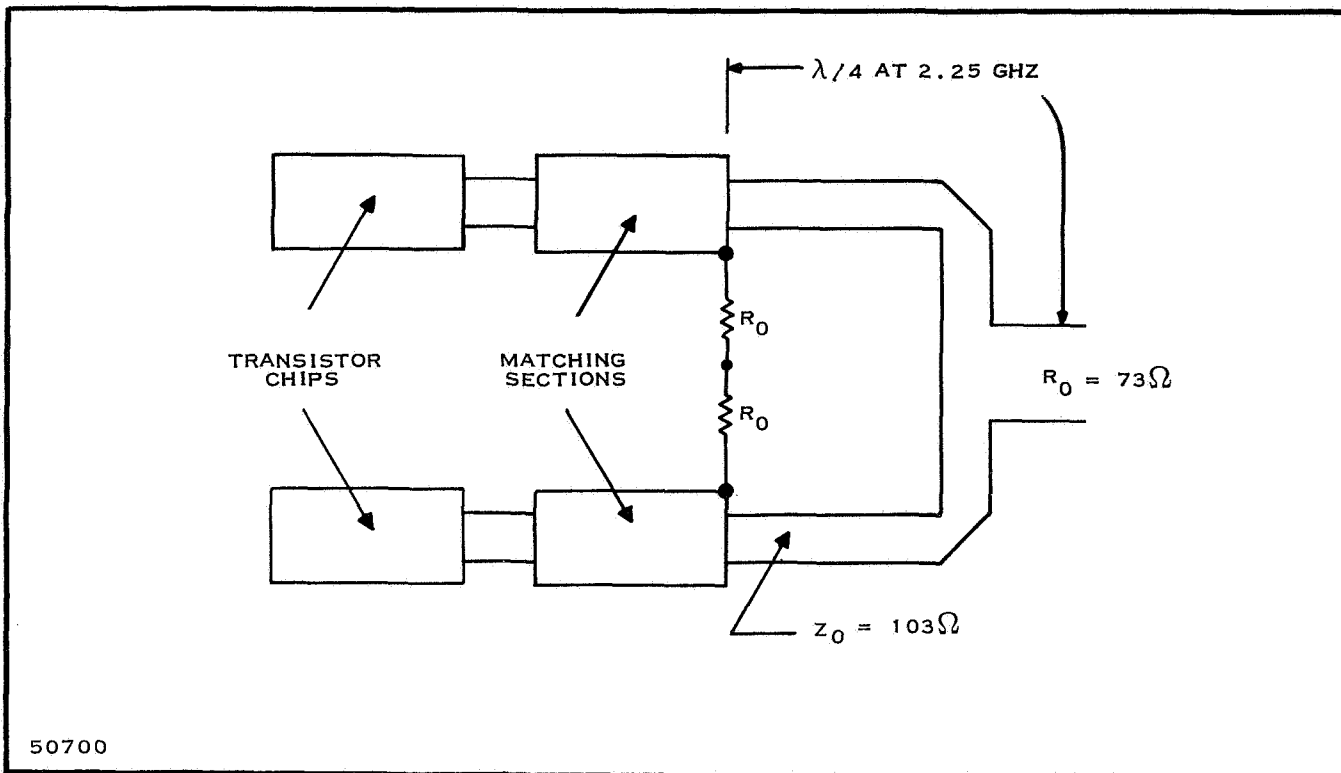 λ/4 AT 2.25 GHZ
R0
TRANSISTOR
CHIPS
MATCHING
SECTIONS
R0 = 73Ω
R0
Z0 = 103Ω
50700